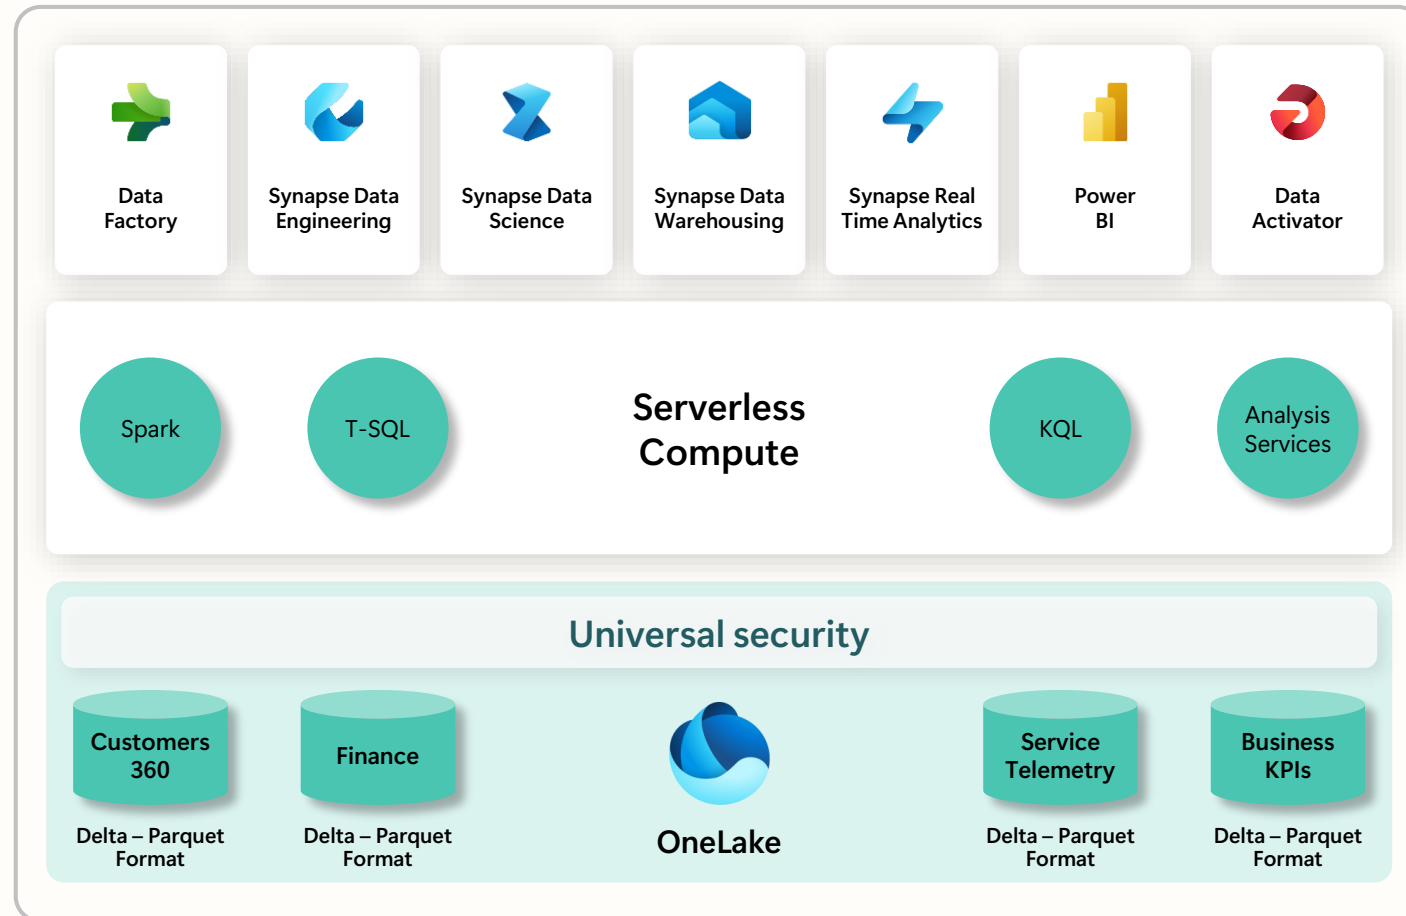 Data
Factory
Synapse Data
Engineering
Synapse Data
Science
Synapse Data
Warehousing
Synapse Real
Time Analytics
Power
BI
Data
Activator
Spark
T-SQL
Serverless
Compute
KQL
Analysis
Services
Universal security
Customers
360
Finance
Service
Telemetry
Business
KPIs
Delta – Parquet
Format
Delta – Parquet
Format
OneLake
Delta – Parquet
Format
Delta – Parquet
Format